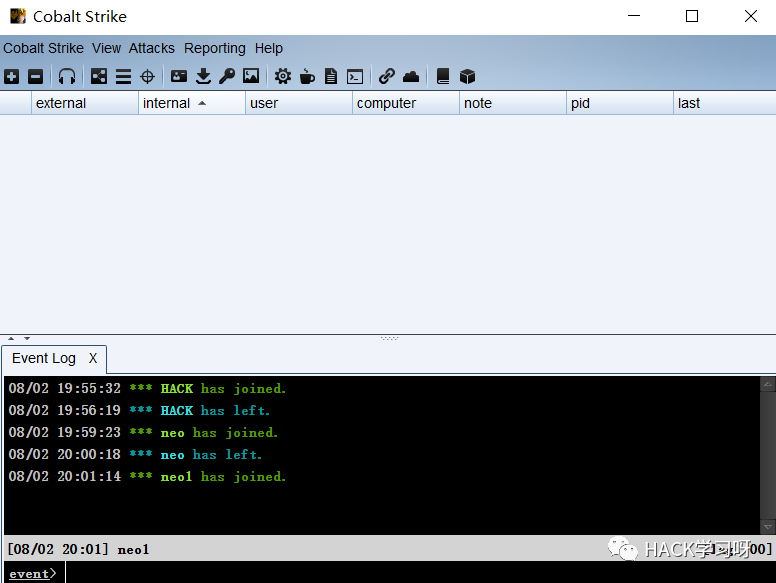 Cobalt Strike
Cobalt Strike View Attacks Reporting Help
external internal user computer note pid last
Event Log X
08/02 19:55:32 *** HACK has joined.
08/02 19:56:19 *** HACK has left.
08/02 19:59:23 *** neo has joined.
08/02 20:00:18 *** neo has left.
08/02 20:01:14 *** neo1 has joined.
[08/02 20:01] neo1
HACK学习呀
00]
event>